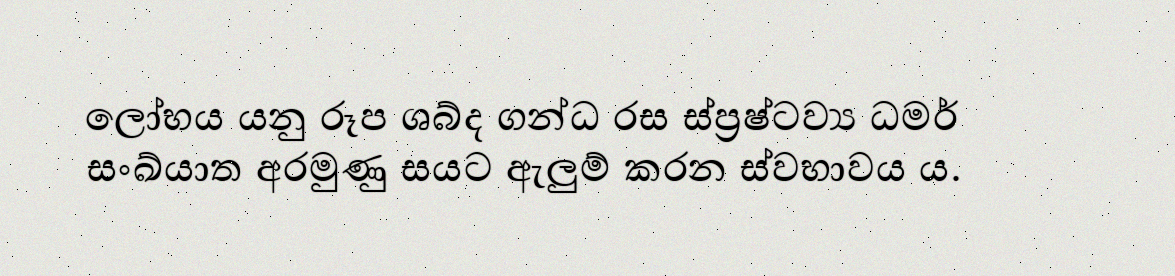 ලෝභය යනු රූප ශබ්ද ගන්ධ රස ස්ප්‍රෂ්ටව්‍ය ධමර්
සංඛ්යාත අරමුණු සයට ඇලුම් කරන ස්වභාවය ය.